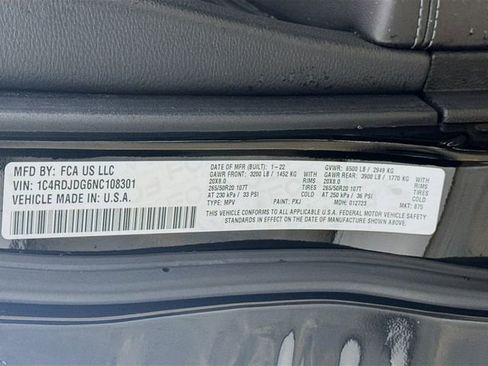 MFD BY: FCA US LLC
VIN: 1C4RDJDG6NC108301
VEHICLE MADE IN: U.S.A.
DATE OF MFR (BUILT): 1-22 GVWR: 6500 LB / 2949 KG
GAWR FRONT: 3200 LB / 1452 KG WITH GAWR REAR: 3900 LB / 1770 KG WITH
20X8.0 RIMS 20X8.0 RIMS
265/50R20 107T TIRES 265/50R20 107T TIRES
AT 230 kPa / 33 PSI COLD AT 250 kPa / 36 PSI COLD
TYPE: MPV PAINT: PXJ MDH: 012723 MKT: 870
THIS VEHICLE CONFORMS TO ALL APPLICABLE U.S.A. FEDERAL MOTOR VEHICLE SAFETY
STANDARDS IN EFFECT ON THE DATE OF MANUFACTURE SHOWN ABOVE.